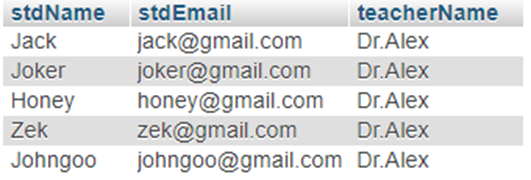 stdName stdEmail teacherName
Jack jack@gmail.com Dr.Alex
Joker joker@gmail.com Dr.Alex
Honey honey@gmail.com Dr.Alex
Zek zek@gmail.com Dr.Alex
Johngoo johngoo@gmail.com Dr.Alex